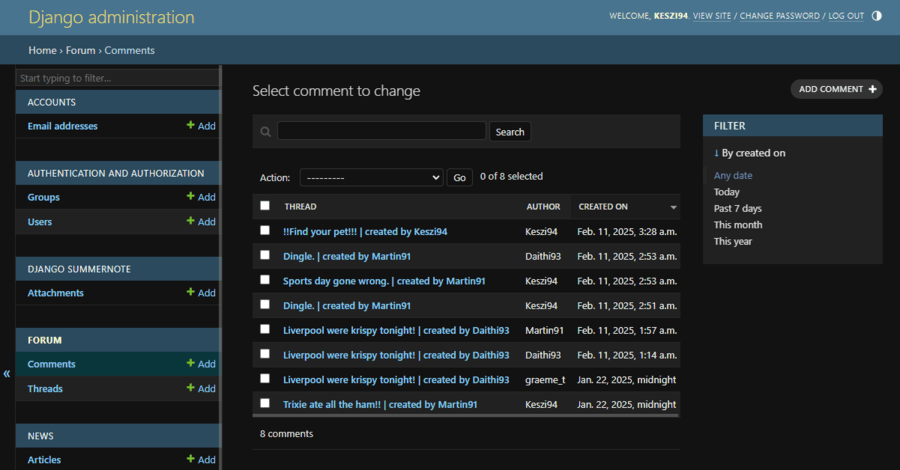 Django administration
WELCOME, KESZI94. VIEW SITE / CHANGE PASSWORD / LOG OUT
Home › Forum › Comments
Start typing to filter...
ACCOUNTS
Email addresses + Add
AUTHENTICATION AND AUTHORIZATION
Groups + Add
Users + Add
DJANGO SUMMERNOTE
Attachments + Add
FORUM
Comments + Add
Threads + Add
NEWS
Articles + Add
«
Select comment to change
ADD COMMENT +
Search
Action: --------- Go 0 of 8 selected
THREAD AUTHOR CREATED ON
!!Find your pet!!! | created by Keszi94 Keszi94 Feb. 11, 2025, 3:28 a.m.
Dingle. | created by Martin91 Daithi93 Feb. 11, 2025, 2:53 a.m.
Sports day gone wrong. | created by Martin91 Keszi94 Feb. 11, 2025, 2:53 a.m.
Dingle. | created by Martin91 Keszi94 Feb. 11, 2025, 2:51 a.m.
Liverpool were krispy tonight! | created by Daithi93 Martin91 Feb. 11, 2025, 1:57 a.m.
Liverpool were krispy tonight! | created by Daithi93 Daithi93 Feb. 11, 2025, 1:14 a.m.
Liverpool were krispy tonight! | created by Daithi93 graeme_t Jan. 22, 2025, midnight
Trixie ate all the ham!! | created by Martin91 Keszi94 Jan. 22, 2025, midnight
8 comments
FILTER
↓ By created on
Any date
Today
Past 7 days
This month
This year